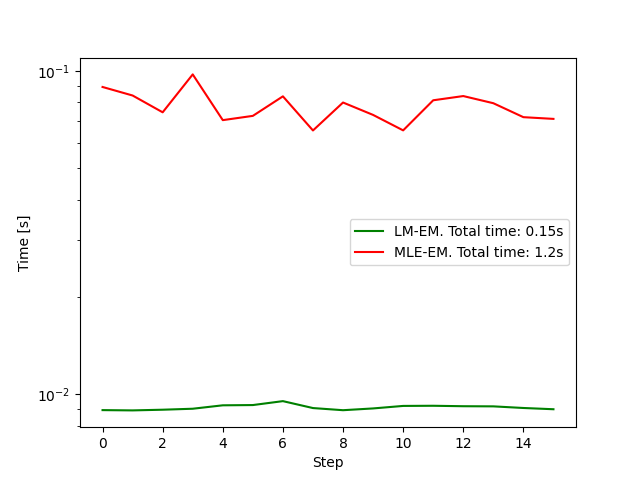 10⁻¹
10⁻²
Time [s]
LM-EM. Total time: 0.15s
MLE-EM. Total time: 1.2s
0 2 4 6 8 10 12 14
Step